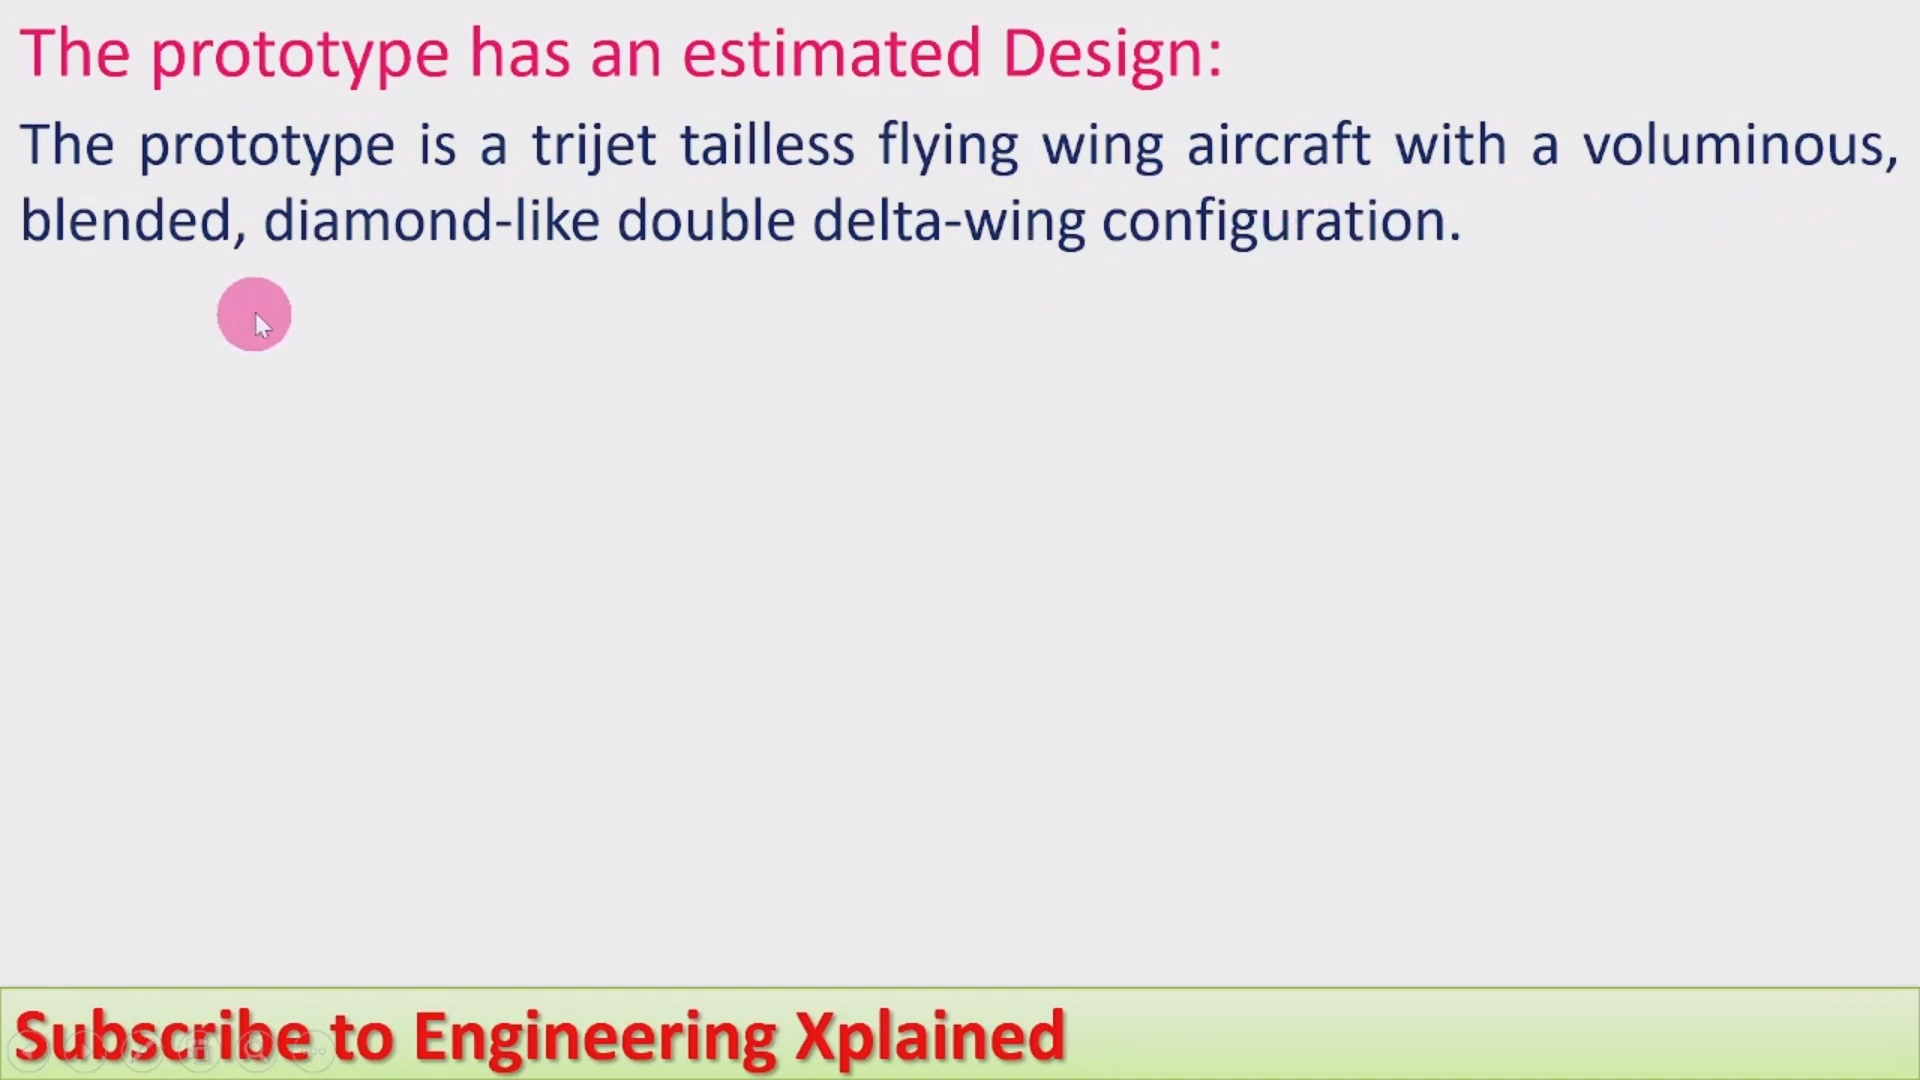 The prototype has an estimated Design:
The prototype is a trijet tailless flying wing aircraft with a voluminous,
blended, diamond-like double delta-wing configuration.
Subscribe to Engineering Xplained